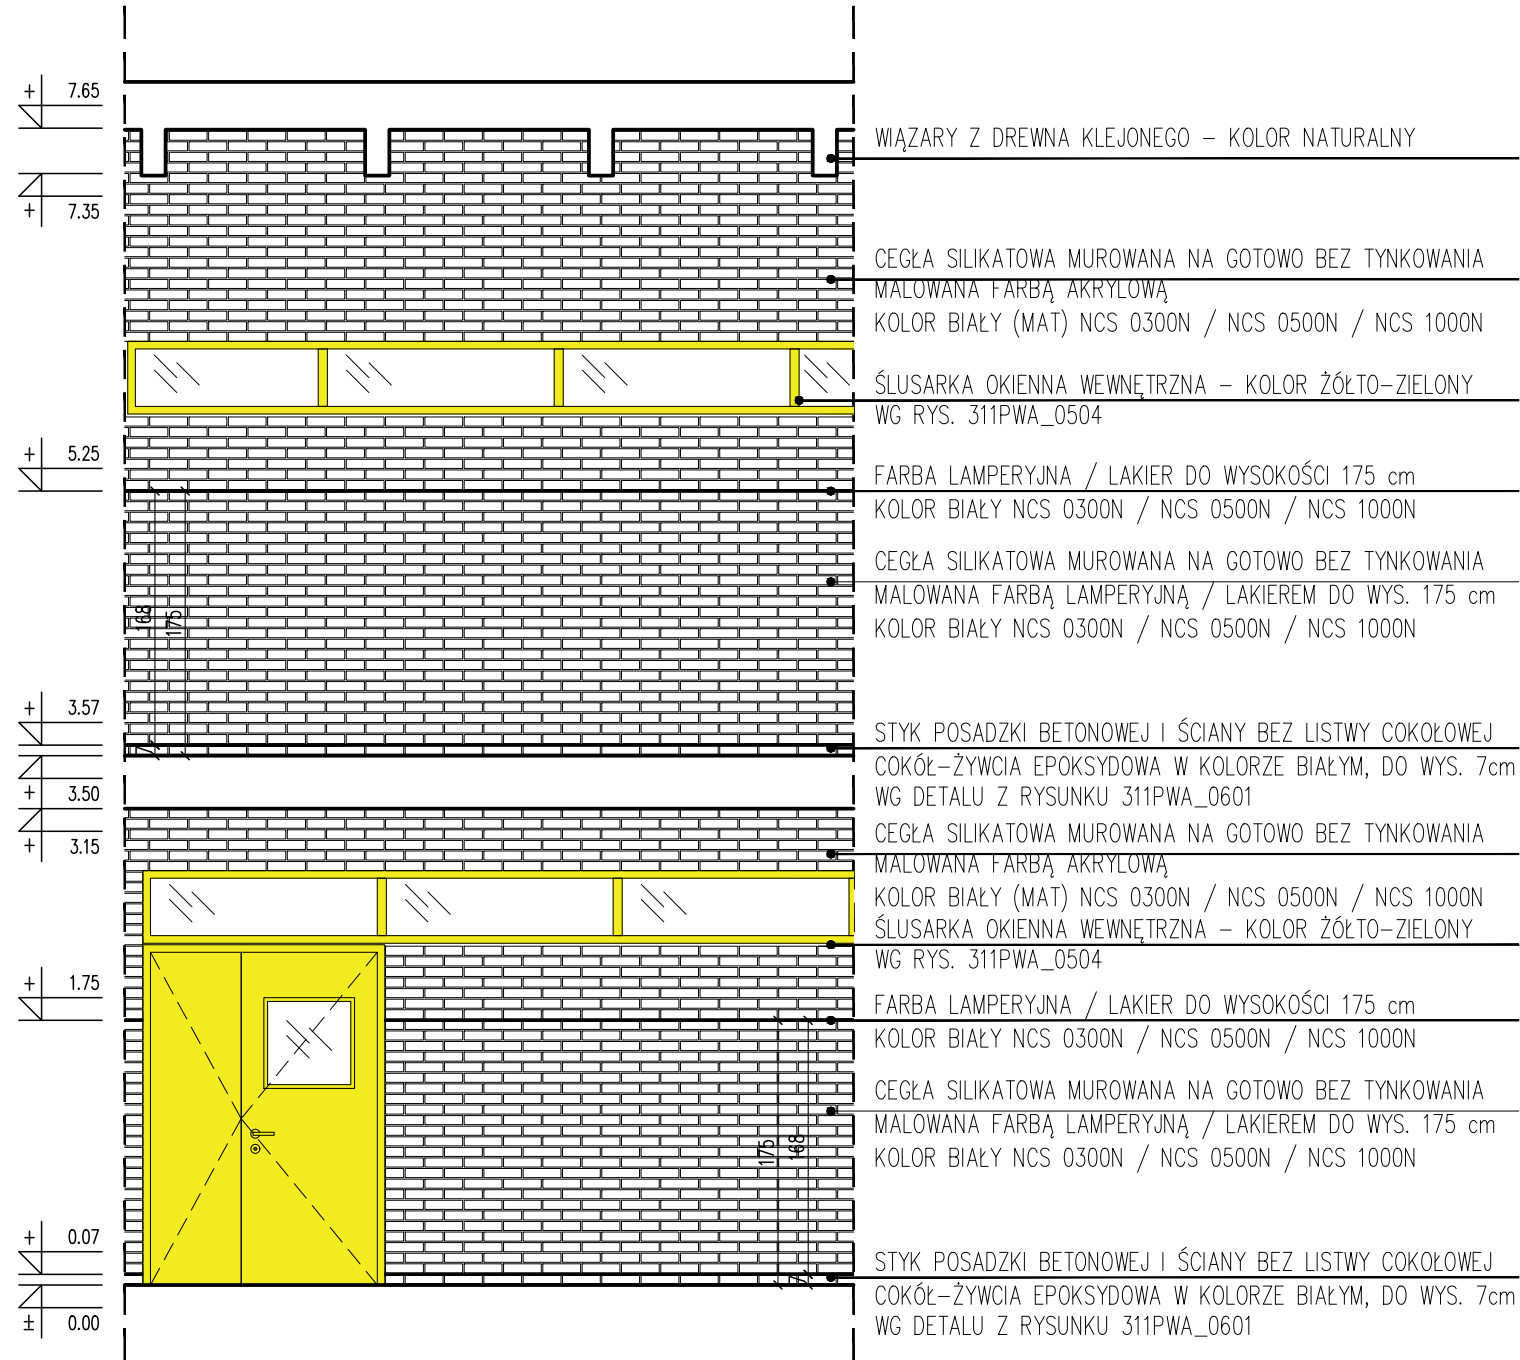 + 7.65
WIĄZARY Z DREWNA KLEJONEGO – KOLOR NATURALNY
+ 7.35
CEGŁA SILIKATOWA MUROWANA NA GOTOWO BEZ TYNKOWANIA
MALOWANA FARBĄ AKRYLOWĄ
KOLOR BIAŁY (MAT) NCS 0300N / NCS 0500N / NCS 1000N
ŚLUSARKA OKIENNA WEWNĘTRZNA – KOLOR ŻÓŁTO-ZIELONY
WG RYS. 311PWA_0504
+ 5.25
FARBA LAMPERYJNA / LAKIER DO WYSOKOŚCI 175 cm
KOLOR BIAŁY NCS 0300N / NCS 0500N / NCS 1000N
CEGŁA SILIKATOWA MUROWANA NA GOTOWO BEZ TYNKOWANIA
MALOWANA FARBĄ LAMPERYJNĄ / LAKIEREM DO WYS. 175 cm
KOLOR BIAŁY NCS 0300N / NCS 0500N / NCS 1000N
168
175
7
+ 3.57
STYK POSADZKI BETONOWEJ I ŚCIANY BEZ LISTWY COKOŁOWEJ
COKÓŁ-ŻYWCIA EPOKSYDOWA W KOLORZE BIAŁYM, DO WYS. 7cm
WG DETALU Z RYSUNKU 311PWA_0601
+ 3.50
+ 3.15
CEGŁA SILIKATOWA MUROWANA NA GOTOWO BEZ TYNKOWANIA
MALOWANA FARBĄ AKRYLOWĄ
KOLOR BIAŁY (MAT) NCS 0300N / NCS 0500N / NCS 1000N
ŚLUSARKA OKIENNA WEWNĘTRZNA – KOLOR ŻÓŁTO-ZIELONY
WG RYS. 311PWA_0504
+ 1.75
FARBA LAMPERYJNA / LAKIER DO WYSOKOŚCI 175 cm
KOLOR BIAŁY NCS 0300N / NCS 0500N / NCS 1000N
CEGŁA SILIKATOWA MUROWANA NA GOTOWO BEZ TYNKOWANIA
MALOWANA FARBĄ LAMPERYJNĄ / LAKIEREM DO WYS. 175 cm
KOLOR BIAŁY NCS 0300N / NCS 0500N / NCS 1000N
175
168
7
+ 0.07
STYK POSADZKI BETONOWEJ I ŚCIANY BEZ LISTWY COKOŁOWEJ
COKÓŁ-ŻYWCIA EPOKSYDOWA W KOLORZE BIAŁYM, DO WYS. 7cm
WG DETALU Z RYSUNKU 311PWA_0601
± 0.00